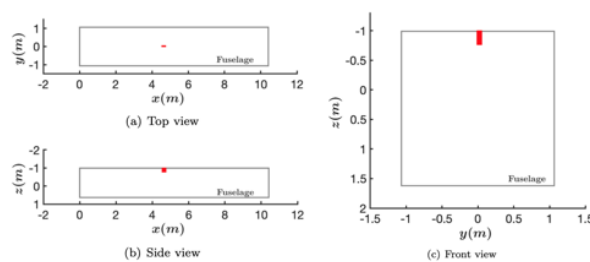 1
0
-1
y(m)
Fuselage
-2 0 2 4 6 8 10 12
x(m)
(a) Top view
-2
-1
0
1
z(m)
Fuselage
-2 0 2 4 6 8 10 12
x(m)
(b) Side view
-1
-0.5
0
0.5
1
1.5
2
z(m)
Fuselage
-1.5 -1 -0.5 0 0.5 1 1.5
y(m)
(c) Front view